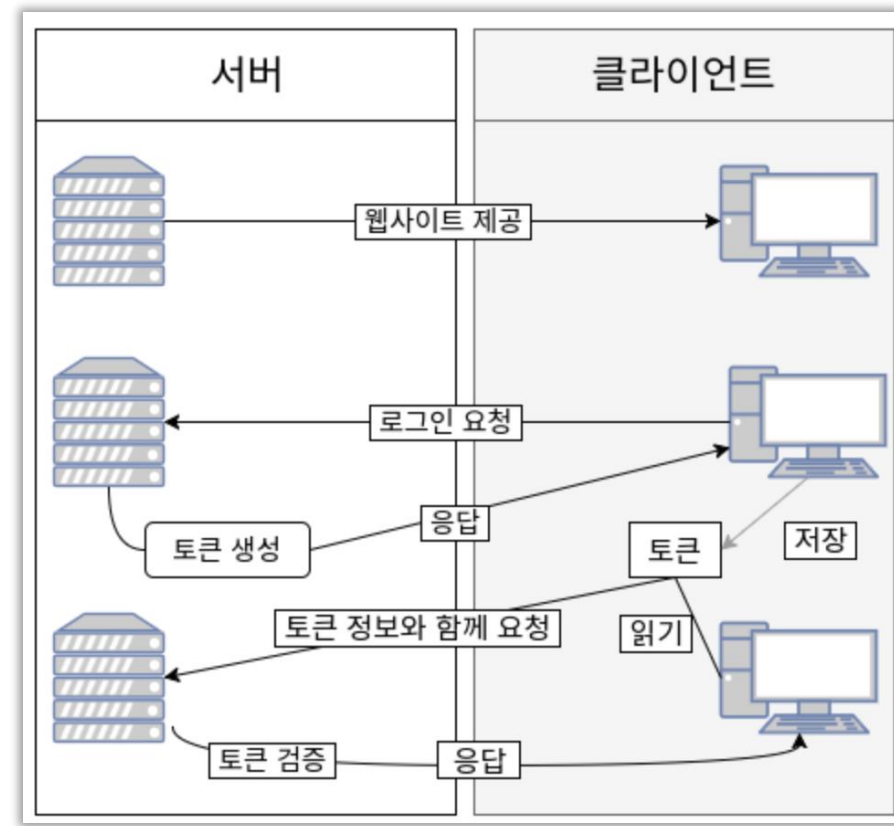 서버
클라이언트
웹사이트 제공
로그인 요청
응답
토큰 생성
토큰
저장
토큰 정보와 함께 요청
읽기
토큰 검증
응답